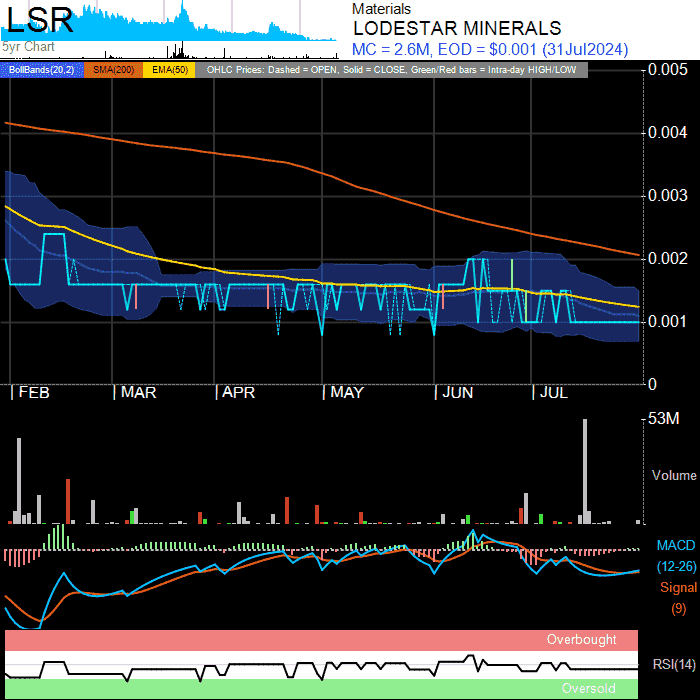 LSR
5yr Chart
Materials
LODESTAR MINERALS
MC = 2.6M, EOD = $0.001 (31Jul2024)
BollBands(20,2) SMA(200) EMA(50) OHLC Prices: Dashed = OPEN, Solid = CLOSE, Green/Red bars = Intra-day HIGH/LOW
0.005
0.004
0.003
0.002
0.001
0
FEB MAR APR MAY JUN JUL
53M
Volume
MACD
(12-26)
Signal
(9)
Overbought
RSI(14)
Oversold